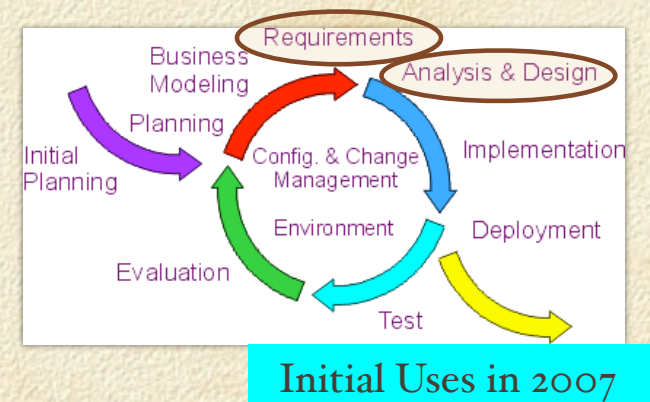 Requirements
Business
Modeling
Analysis & Design
Planning
Initial
Planning
Config. & Change
Management
Implementation
Environment
Deployment
Evaluation
Test
Initial Uses in 2007